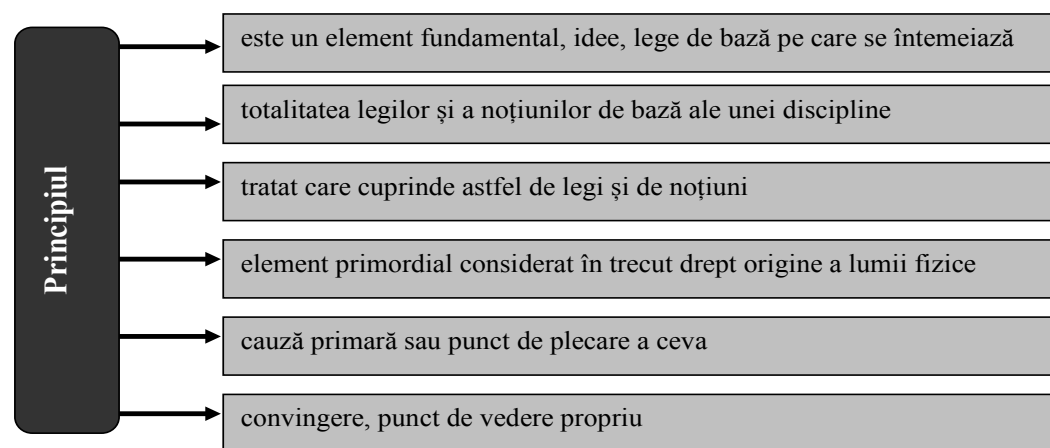 Principiul
este un element fundamental, idee, lege de bază pe care se întemeiază
totalitatea legilor și a noțiunilor de bază ale unei discipline
tratat care cuprinde astfel de legi și de noțiuni
element primordial considerat în trecut drept origine a lumii fizice
cauză primară sau punct de plecare a ceva
convingere, punct de vedere propriu